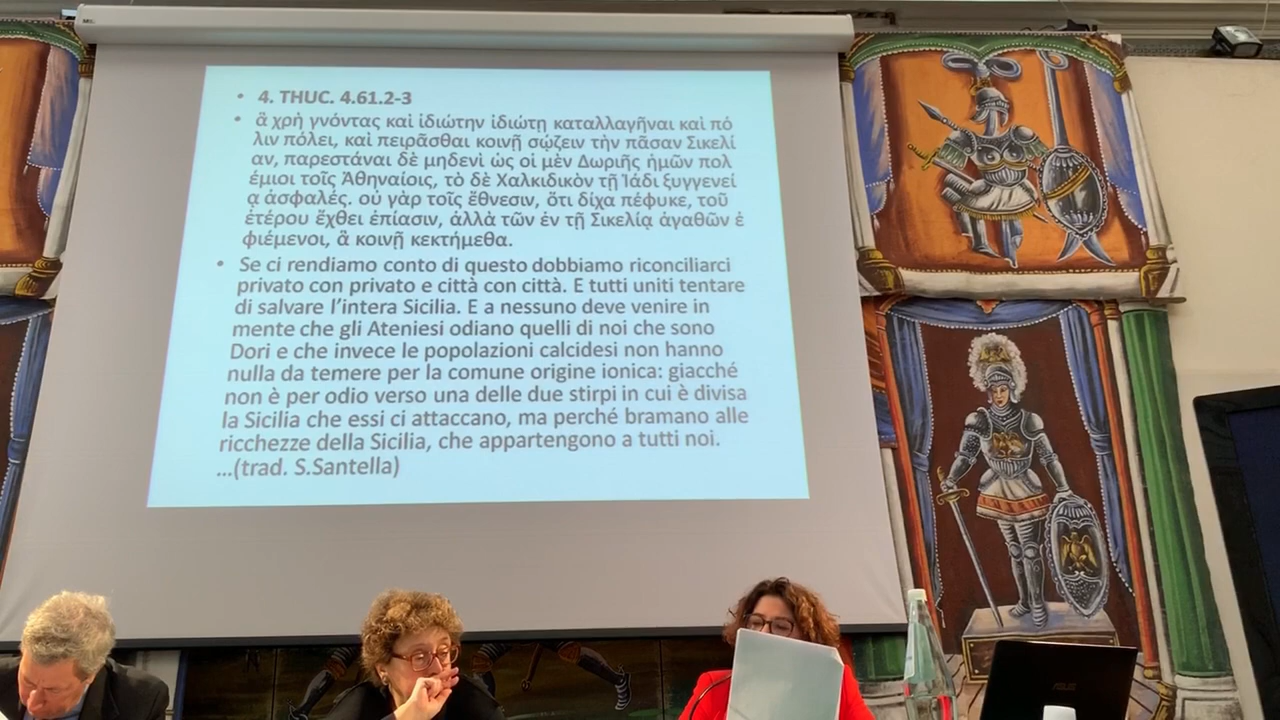 4. THUC. 4.61.2-3
ἃ χρὴ γνόντας καὶ ἰδιώτην ἰδιώτῃ καταλλαγῆναι καὶ πό
λιν πόλει, καὶ πειρᾶσθαι κοινῇ σῴζειν τὴν πᾶσαν Σικελί
αν, παρεστάναι δὲ μηδενὶ ὡς οἱ μὲν Δωριῆς ἡμῶν πολ
έμιοι τοῖς Ἀθηναίοις, τὸ δὲ Χαλκιδικὸν τῇ Ἰάδι ξυγγενεί
ᾳ ἀσφαλές. οὐ γὰρ τοῖς ἔθνεσιν, ὅτι δίχα πέφυκε, τοῦ
ἑτέρου ἔχθει ἐπίασιν, ἀλλὰ τῶν ἐν τῇ Σικελίᾳ ἀγαθῶν ἐ
φιέμενοι, ἃ κοινῇ κεκτήμεθα.
Se ci rendiamo conto di questo dobbiamo riconciliarci
privato con privato e città con città. E tutti uniti tentare
di salvare l’intera Sicilia. E a nessuno deve venire in
mente che gli Ateniesi odiano quelli di noi che sono
Dori e che invece le popolazioni calcidesi non hanno
nulla da temere per la comune origine ionica: giacché
non è per odio verso una delle due stirpi in cui è divisa
la Sicilia che essi ci attaccano, ma perché bramano alle
ricchezze della Sicilia, che appartengono a tutti noi.
...(trad. S.Santella)